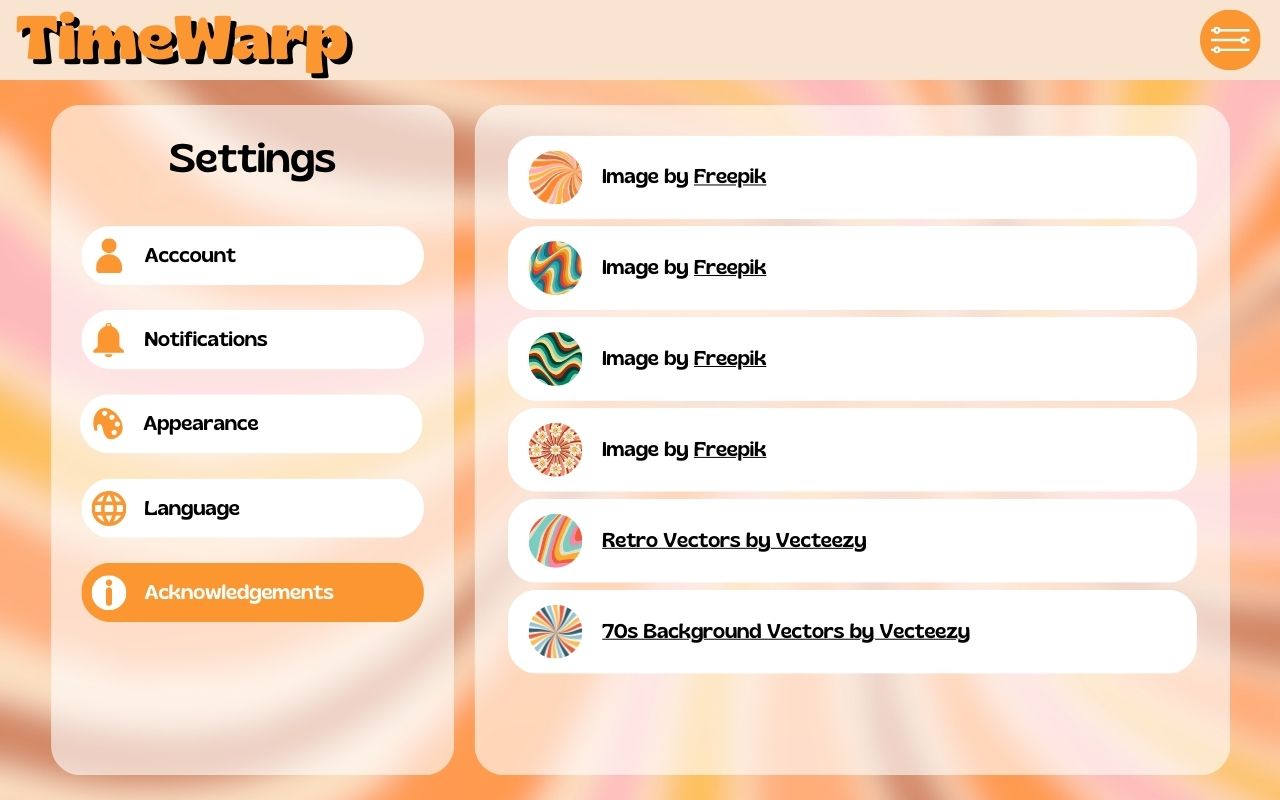 TimeWarp
Settings
Acccount
Notifications
Appearance
Language
Acknowledgements
Image by Freepik
Image by Freepik
Image by Freepik
Image by Freepik
Retro Vectors by Vecteezy
70s Background Vectors by Vecteezy